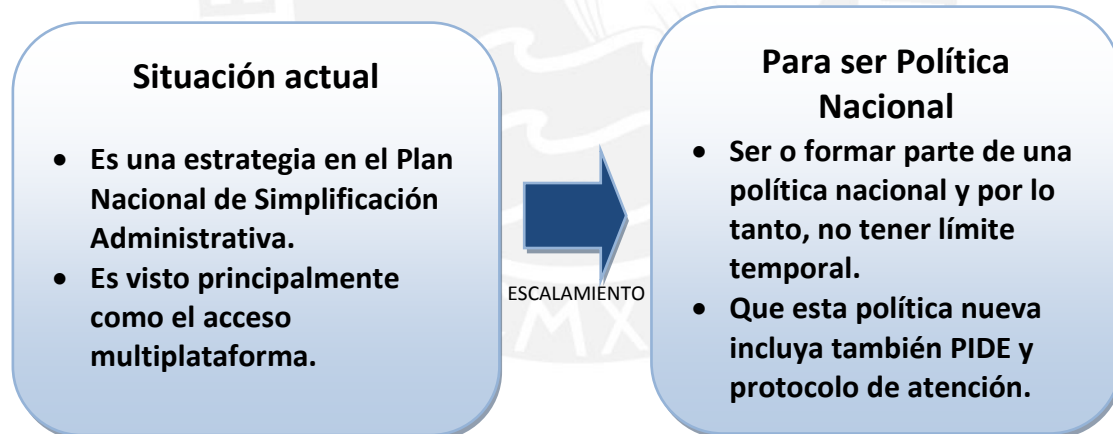 Situación actual
• Es una estrategia en el Plan
Nacional de Simplificación
Administrativa.
• Es visto principalmente
como el acceso
multiplataforma.
ESCALAMIENTO
Para ser Política
Nacional
• Ser o formar parte de una
política nacional y por lo
tanto, no tener límite
temporal.
• Que esta política nueva
incluya también PIDE y
protocolo de atención.